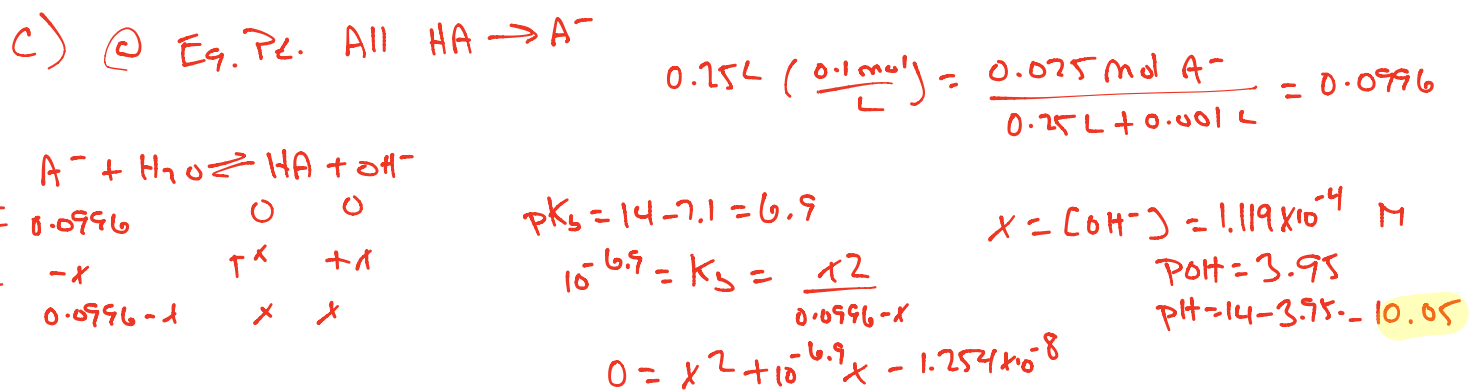 C) @ Eq. Pt. All HA → A⁻
0.25L (0.1 mol / L) = 0.025 mol A⁻ / 0.25L + 0.001L = 0.0996
A⁻ + H₂O ⇌ HA + OH⁻
0.0996 0 0
-x +x +x
0.0996-x x x
pKb = 14-7.1 = 6.9
10^-6.9 = Kb = x2 / 0.0996-x
0 = x² + 10^-6.9 x - 1.254x10^-8
x = [OH⁻] = 1.119x10^-4 M
pOH = 3.95
pH = 14-3.95 = 10.05